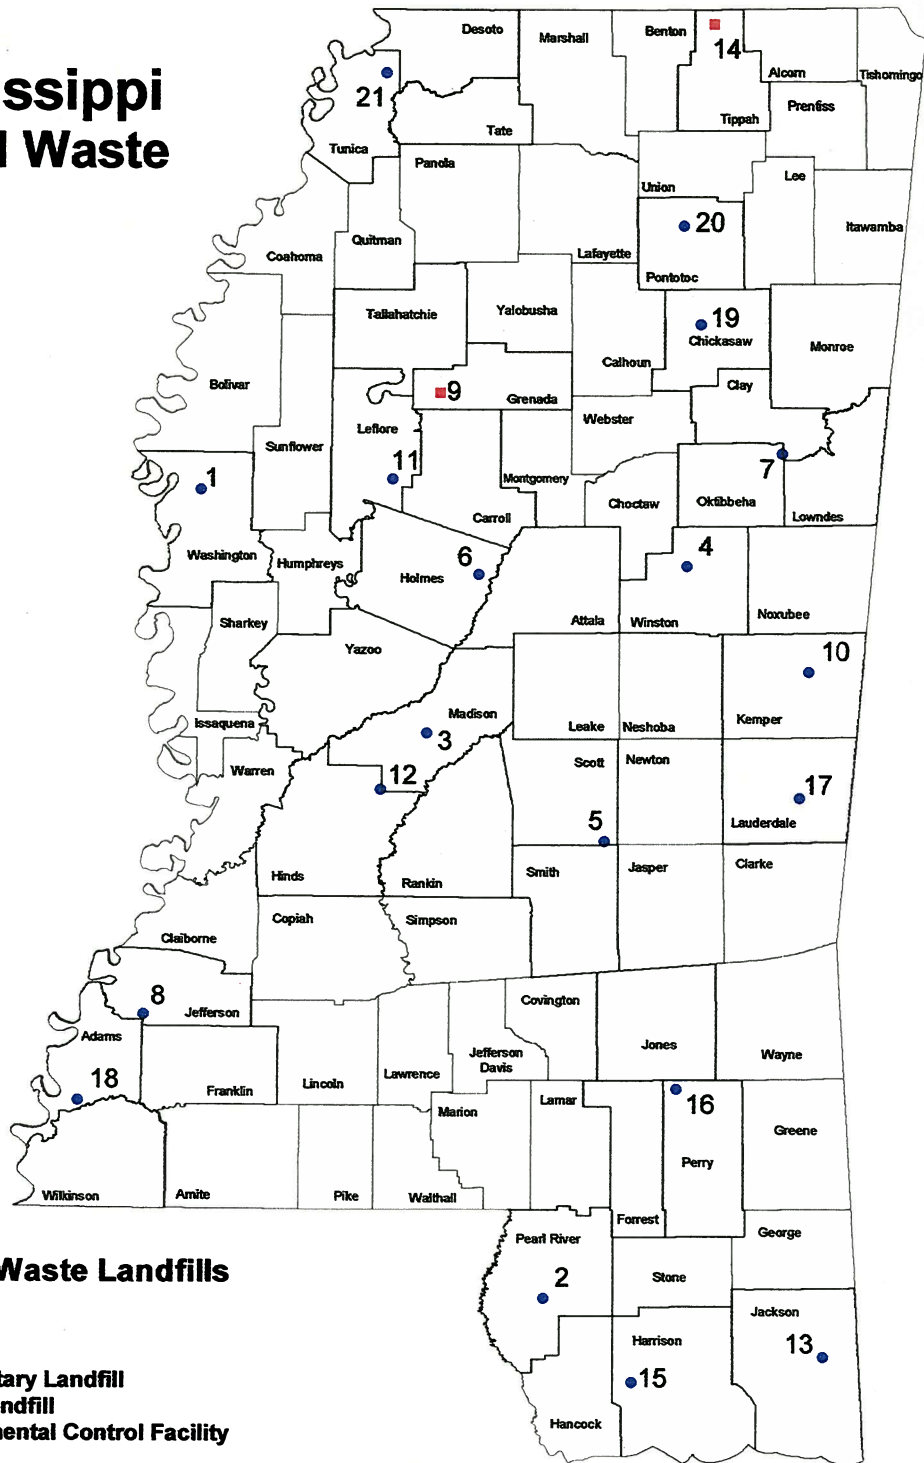 ssippi
Waste
Desoto
Marshall
Benton
14
Alcorn
Tishomingo
21
Tippah
Prentiss
Tunica
Tate
Panola
Union
Lee
20
Itawamba
Quitman
Coahoma
Lafayette
Pontotoc
Tallahatchie
Yalobusha
19
Chickasaw
Monroe
Calhoun
Bolivar
Clay
9
Grenada
Webster
Leflore
Sunflower
11
7
1
Montgomery
Choctaw
Oktibbeha
Carroll
Lowndes
Washington
Humphreys
6
Holmes
4
Noxubee
Sharkey
Attala
Winston
Yazoo
10
Madison
Issaquena
Leake
Neshoba
Kemper
3
Warren
12
Scott
Newton
17
5
Lauderdale
Hinds
Rankin
Smith
Jasper
Clarke
Copiah
Simpson
Claiborne
8
Jefferson
Covington
Adams
Jones
Wayne
Jefferson
Davis
18
Franklin
Lincoln
Lawrence
Marion
Lamar
16
Greene
Perry
Wilkinson
Amite
Pike
Walthall
Forrest
Pearl River
George
Waste Landfills
2
Stone
Jackson
Harrison
13
15
tary Landfill
ndfill
Hancock
ental Control Facility